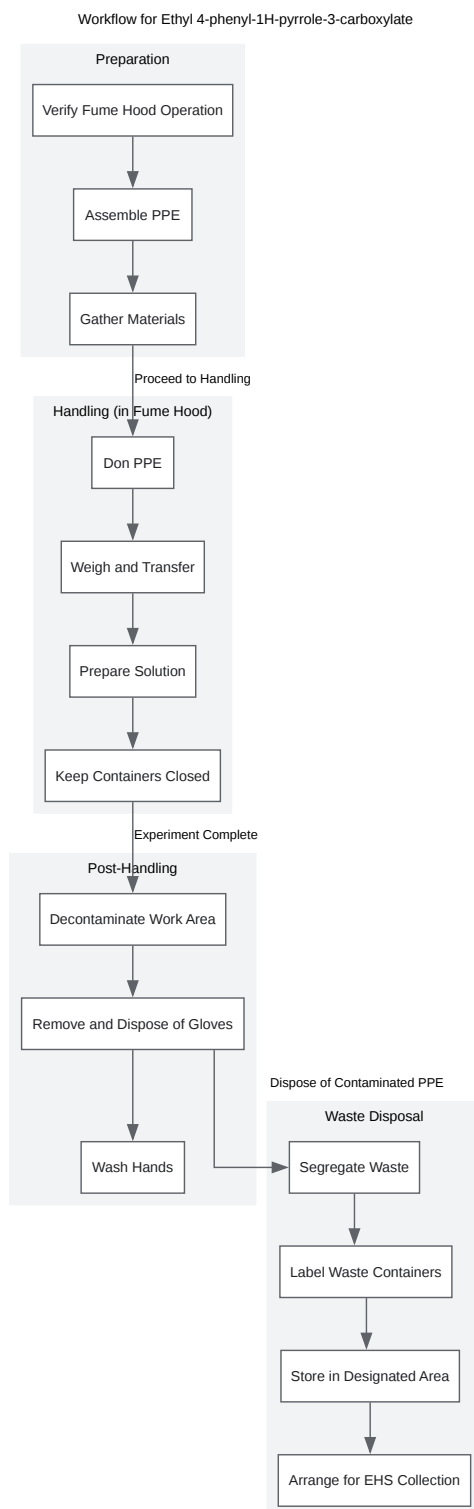 Workflow for Ethyl 4-phenyl-1H-pyrrole-3-carboxylate
Preparation
Verify Fume Hood Operation
Assemble PPE
Gather Materials
Proceed to Handling
Handling (in Fume Hood)
Don PPE
Weigh and Transfer
Prepare Solution
Keep Containers Closed
Experiment Complete
Post-Handling
Decontaminate Work Area
Remove and Dispose of Gloves
Wash Hands
Dispose of Contaminated PPE
Waste Disposal
Segregate Waste
Label Waste Containers
Store in Designated Area
Arrange for EHS Collection